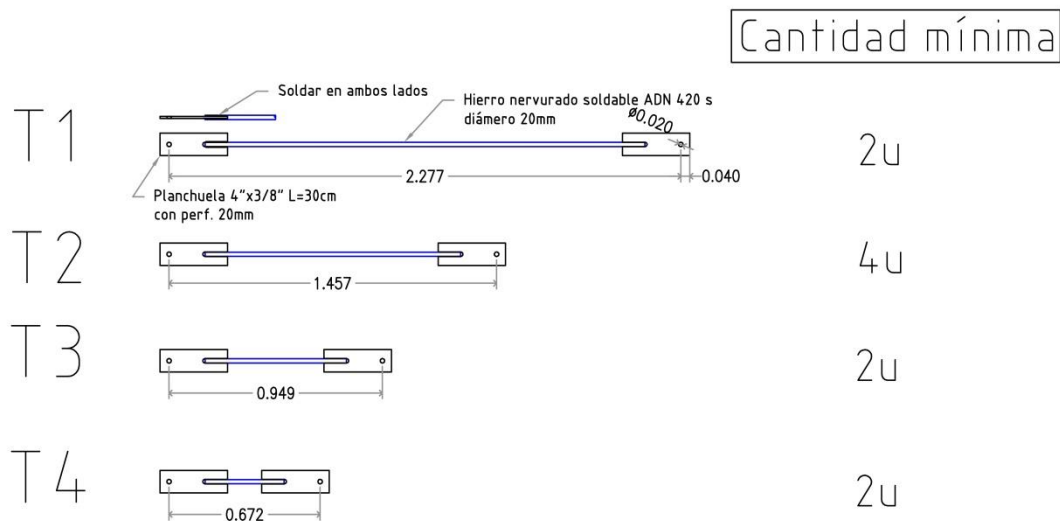 Cantidad mínima
T1
Soldar en ambos lados
Hierro nervurado soldable ADN 420 s
diámero 20mm
ø0.020
2.277
0.040
2u
Planchuela 4"x3/8" L=30cm
con perf. 20mm
T2
1.457
4u
T3
0.949
2u
T4
0.672
2u